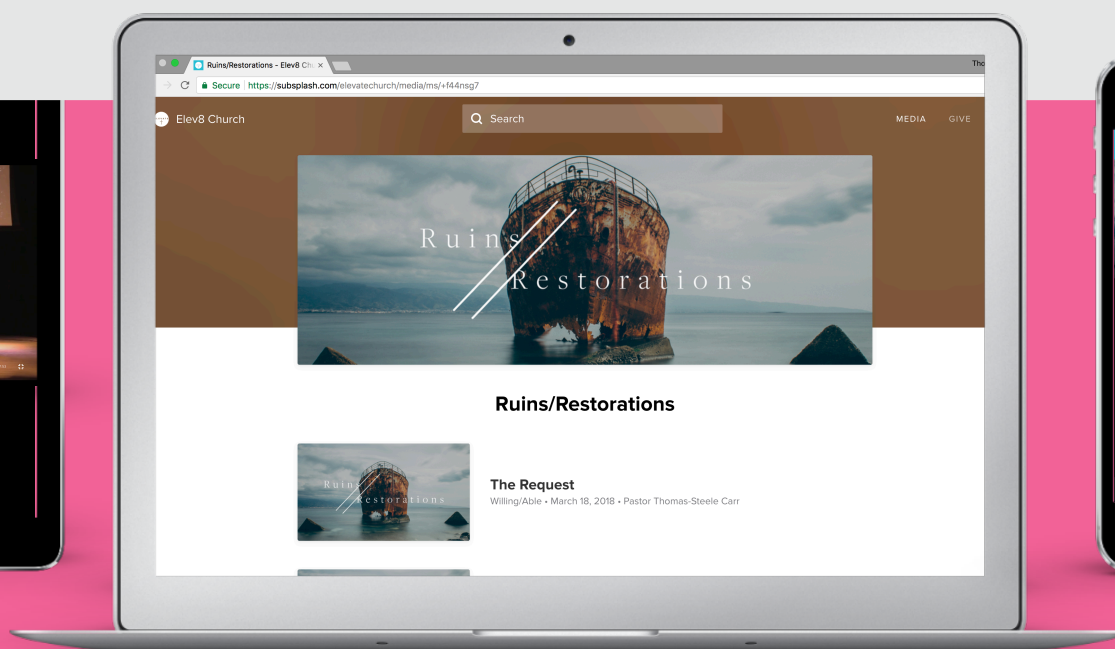 Ruins/Restorations - Elev8 Ch
Tho
Secure https://subsplash.com/elevatechurch/media/ms/+f44nsg7
Elev8 Church
Search
MEDIA GIVE
Ruins
Restorations
Ruins/Restorations
Ruins
Restorations
The Request
Willing/Able • March 18, 2018 • Pastor Thomas-Steele Carr